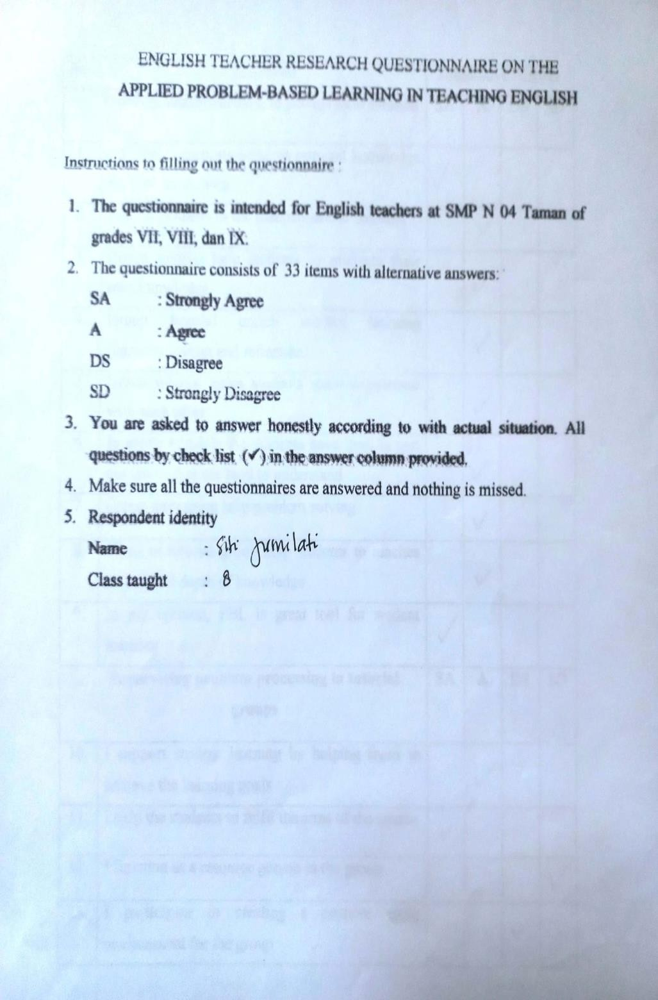 ENGLISH TEACHER RESEARCH QUESTIONNAIRE ON THE
APPLIED PROBLEM-BASED LEARNING IN TEACHING ENGLISH
Instructions to filling out the questionnaire :
1. The questionnaire is intended for English teachers at SMP N 04 Taman of
grades VII, VIII, dan IX.
2. The questionnaire consists of 33 items with alternative answers:
SA : Strongly Agree
A : Agree
DS : Disagree
SD : Strongly Disagree
3. You are asked to answer honestly according to with actual situation. All
questions by check list (✓) in the answer column provided.
4. Make sure all the questionnaires are answered and nothing is missed.
5. Respondent identity
Name : Siti Jumilati
Class taught : 8